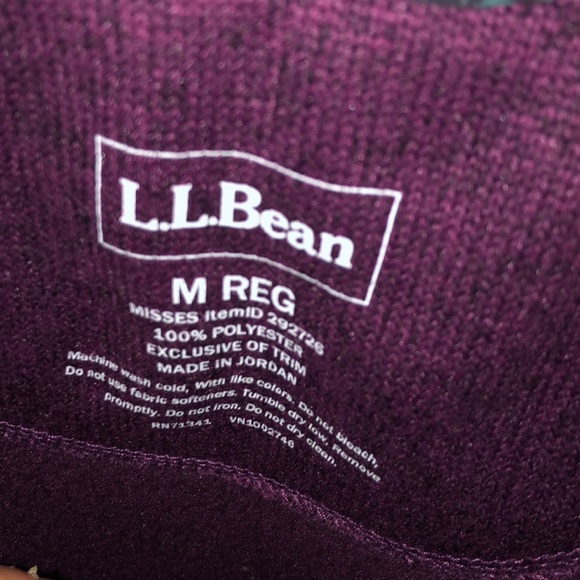 L.L.Bean
M REG
MISSES ItemID 292726
100% POLYESTER
EXCLUSIVE OF TRIM
MADE IN JORDAN
Machine wash cold, With like colors. Do not bleach,
Do not use fabric softeners. Tumble dry low, Remove
promptly. Do not iron. Do not dry clean.
RN71341 VN1002746